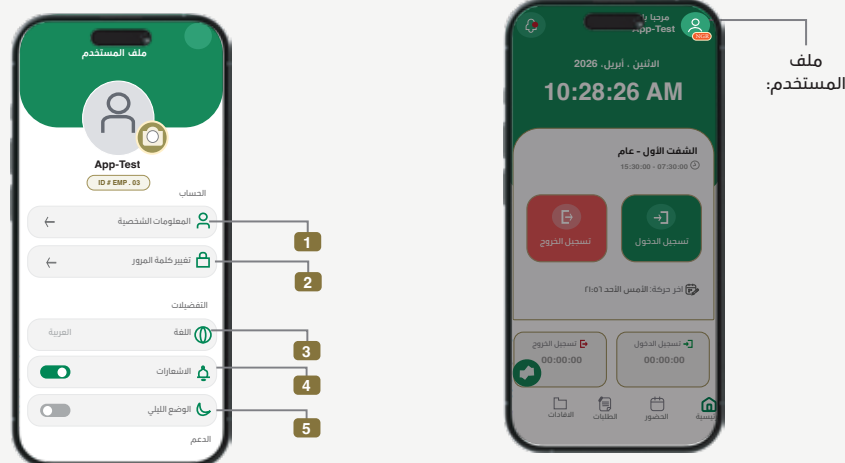 ملف
المستخدم:
مرحبا
App-Test
الاثنين ، أبريل، 2026
10:28:26 AM
الشفت الأول - عام
07:30:00 - 15:30:00
تسجيل الدخول
تسجيل الخروج
اخر حركة: الأمس الأحد ٢١:٥٦
تسجيل الدخول
00:00:00
تسجيل الخروج
00:00:00
الحضور
الطلبات
الافادات
ملف المستخدم
App-Test
ID # EMP . 03
الحساب
المعلومات الشخصية
1
تغيير كلمة المرور
2
التفضيلات
اللغة
العربية
3
الاشعارات
4
الوضع الليلي
5
الدعم